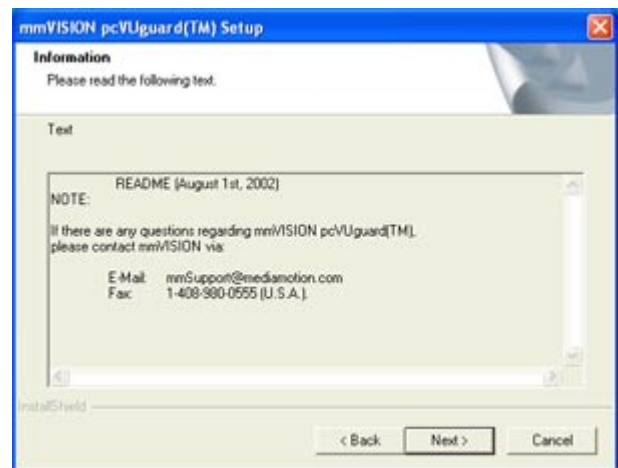 mmVISION pcVUguard(TM) Setup
Information
Please read the following text.
Text
README (August 1st, 2002)
NOTE:
If there are any questions regarding mmVISION pcVUguard(TM),
please contact mmVISION via:
E-Mail: mmSupport@mediamotion.com
Fax: 1-408-980-0555 (U.S.A.).
InstallShield
< Back
Next >
Cancel